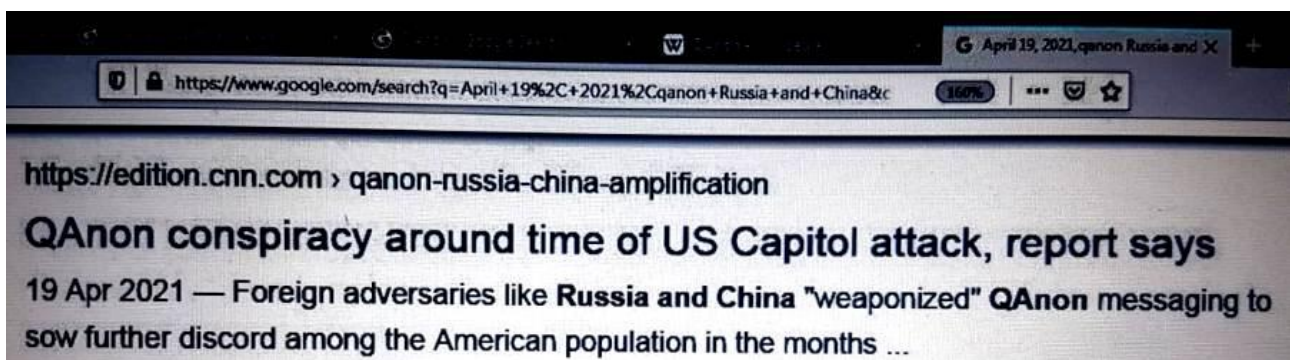 G April 19, 2021,qanon Russia and X
https://www.google.com/search?q=April+19%2C+2021%2Cqanon+Russia+and+China&c 160%
https://edition.cnn.com › qanon-russia-china-amplification
QAnon conspiracy around time of US Capitol attack, report says
19 Apr 2021 — Foreign adversaries like Russia and China "weaponized" QAnon messaging to
sow further discord among the American population in the months ...